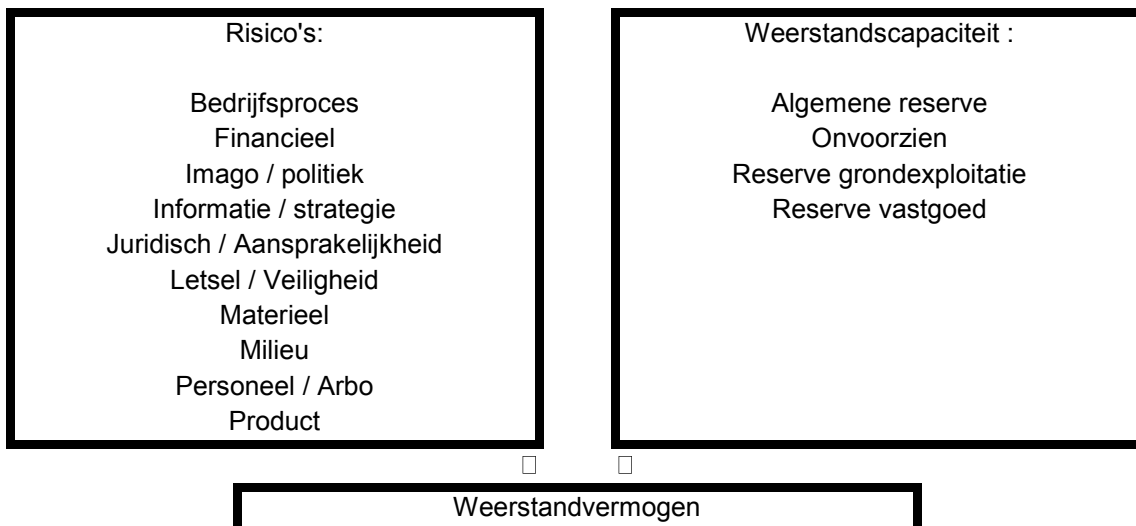 Risico's:
Bedrijfsproces
Financieel
Imago / politiek
Informatie / strategie
Juridisch / Aansprakelijkheid
Letsel / Veiligheid
Materieel
Milieu
Personeel / Arbo
Product
Weerstandscapaciteit :
Algemene reserve
Onvoorzien
Reserve grondexploitatie
Reserve vastgoed
Weerstandvermogen